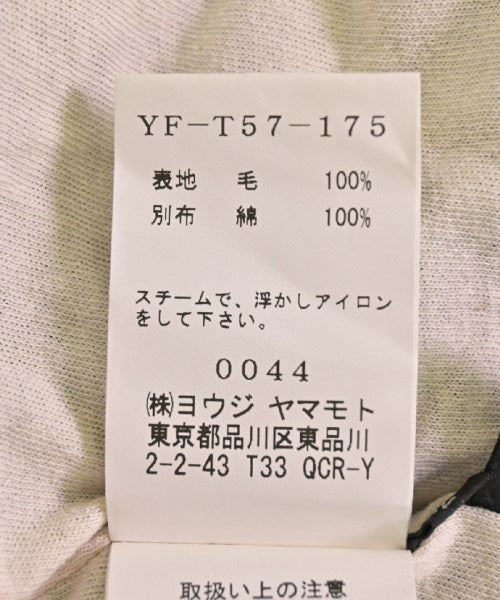 YF-T57-175
表地 毛 100%
別布 綿 100%
スチームで、浮かしアイロン
をして下さい。
0044
㈱ヨウジ ヤマモト
東京都品川区東品川
2-2-43 T33 QCR-Y
取扱い上の注意